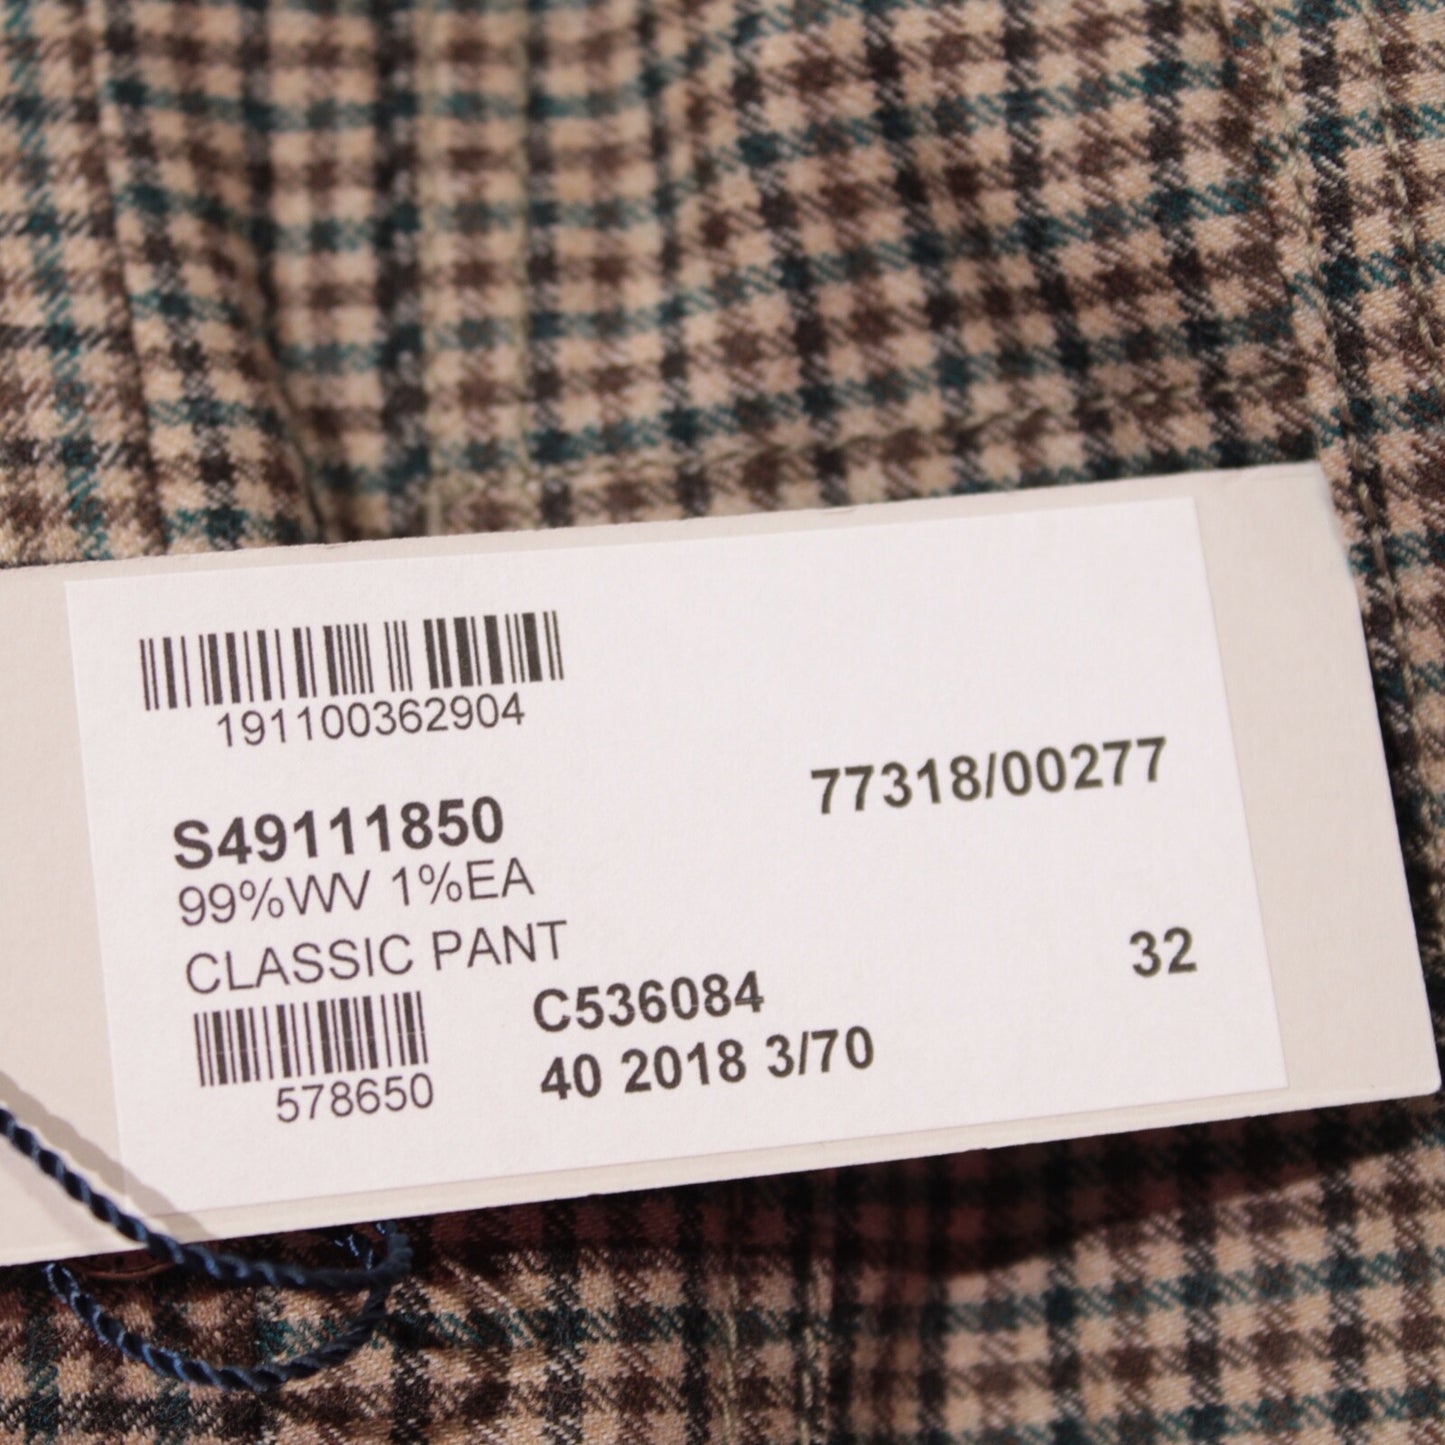 191100362904
77318/00277
S49111850
99%WV 1%EA
CLASSIC PANT
32
C536084
40 2018 3/70
578650